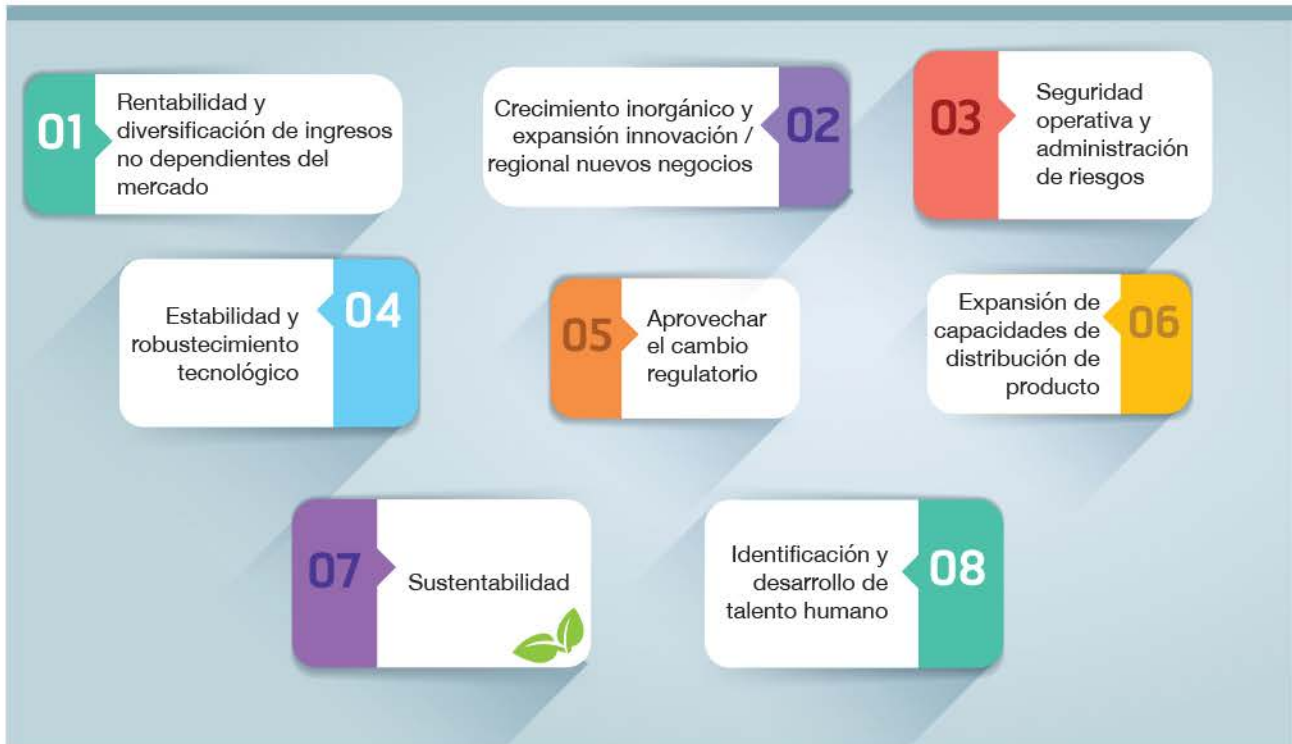 01
Rentabilidad y
diversificación de ingresos
no dependientes del
mercado
Crecimiento inorgánico y
expansión innovación /
regional nuevos negocios
02
03
Seguridad
operativa y
administración
de riesgos
Estabilidad y
robustecimiento
tecnológico
04
05
Aprovechar
el cambio
regulatorio
Expansión de
capacidades de
distribución de
producto
06
07
Sustentabilidad
Identificación y
desarrollo de
talento humano
08